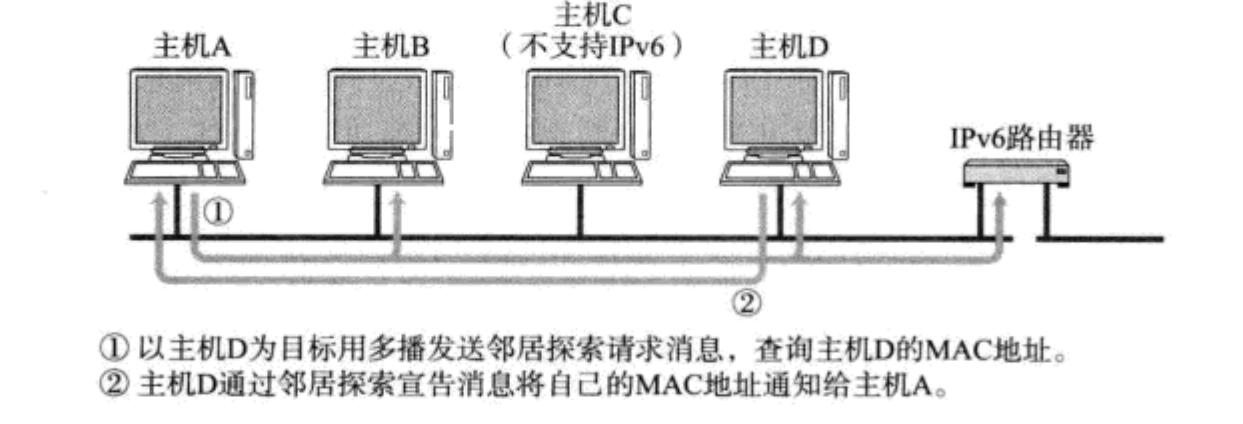 主机A
主机B
主机C
（不支持IPv6）
主机D
IPv6路由器
①
②
① 以主机D为目标用多播发送邻居探索请求消息，查询主机D的MAC地址。
② 主机D通过邻居探索宣告消息将自己的MAC地址通知给主机A。